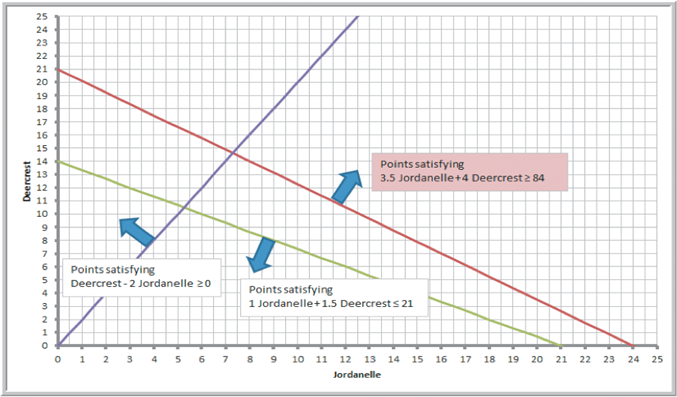 25
24
23
22
21
20
19
18
17
16
15
14
13
12
11
10
9
8
7
6
5
4
3
2
1
0
Deercrest
Points satisfying
3.5 Jordanelle+4 Deercrest ≥ 84
Points satisfying
Deercrest - 2 Jordanelle ≥0
Points satisfying
1 Jordanelle+1.5 Deercrest ≤ 21
0 1 2 3 4 5 6 7 8 9 10 11 12 13 14 15 16 17 18 19 20 21 22 23 24 25
Jordanelle